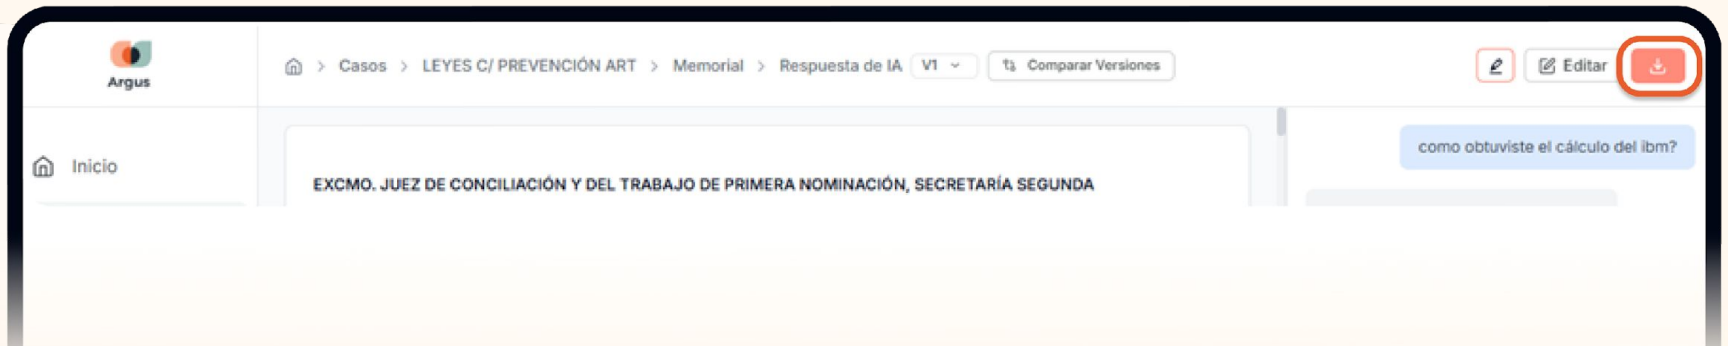 Argus
Casos > LEYES C/ PREVENCIÓN ART > Memorial > Respuesta de IA V1 Comparar Versiones
Editar
Inicio
EXCMO. JUEZ DE CONCILIACIÓN Y DEL TRABAJO DE PRIMERA NOMINACIÓN, SECRETARÍA SEGUNDA
como obtuviste el cálculo del ibm?